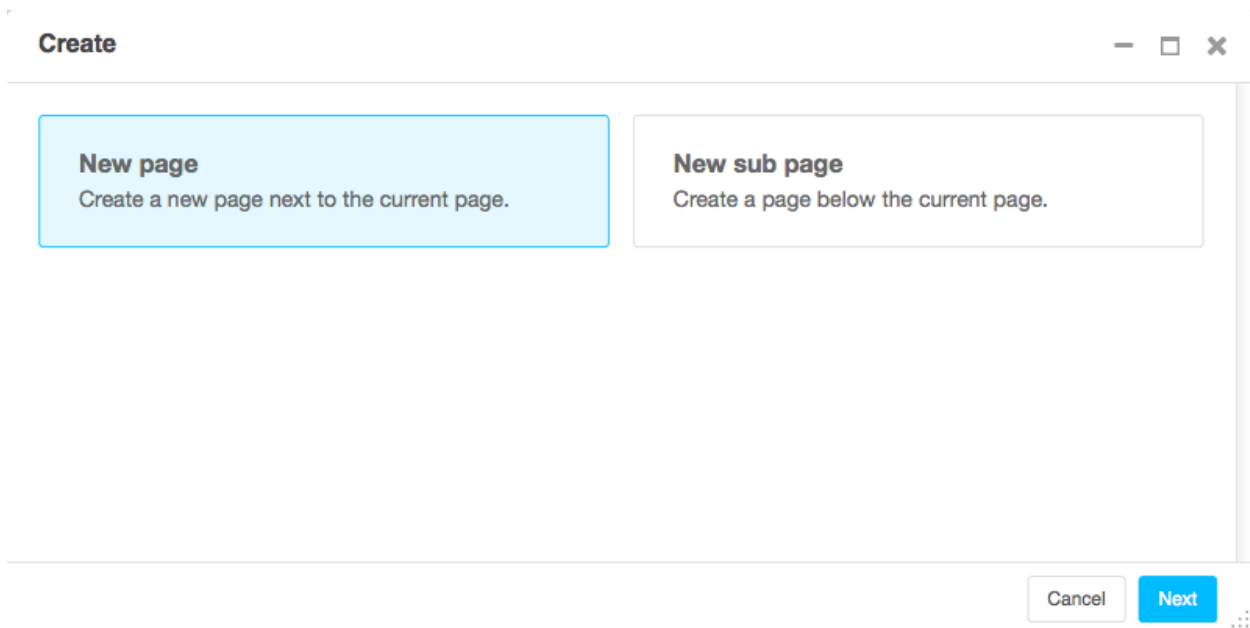 Create
New page
Create a new page next to the current page.
New sub page
Create a page below the current page.
Cancel
Next